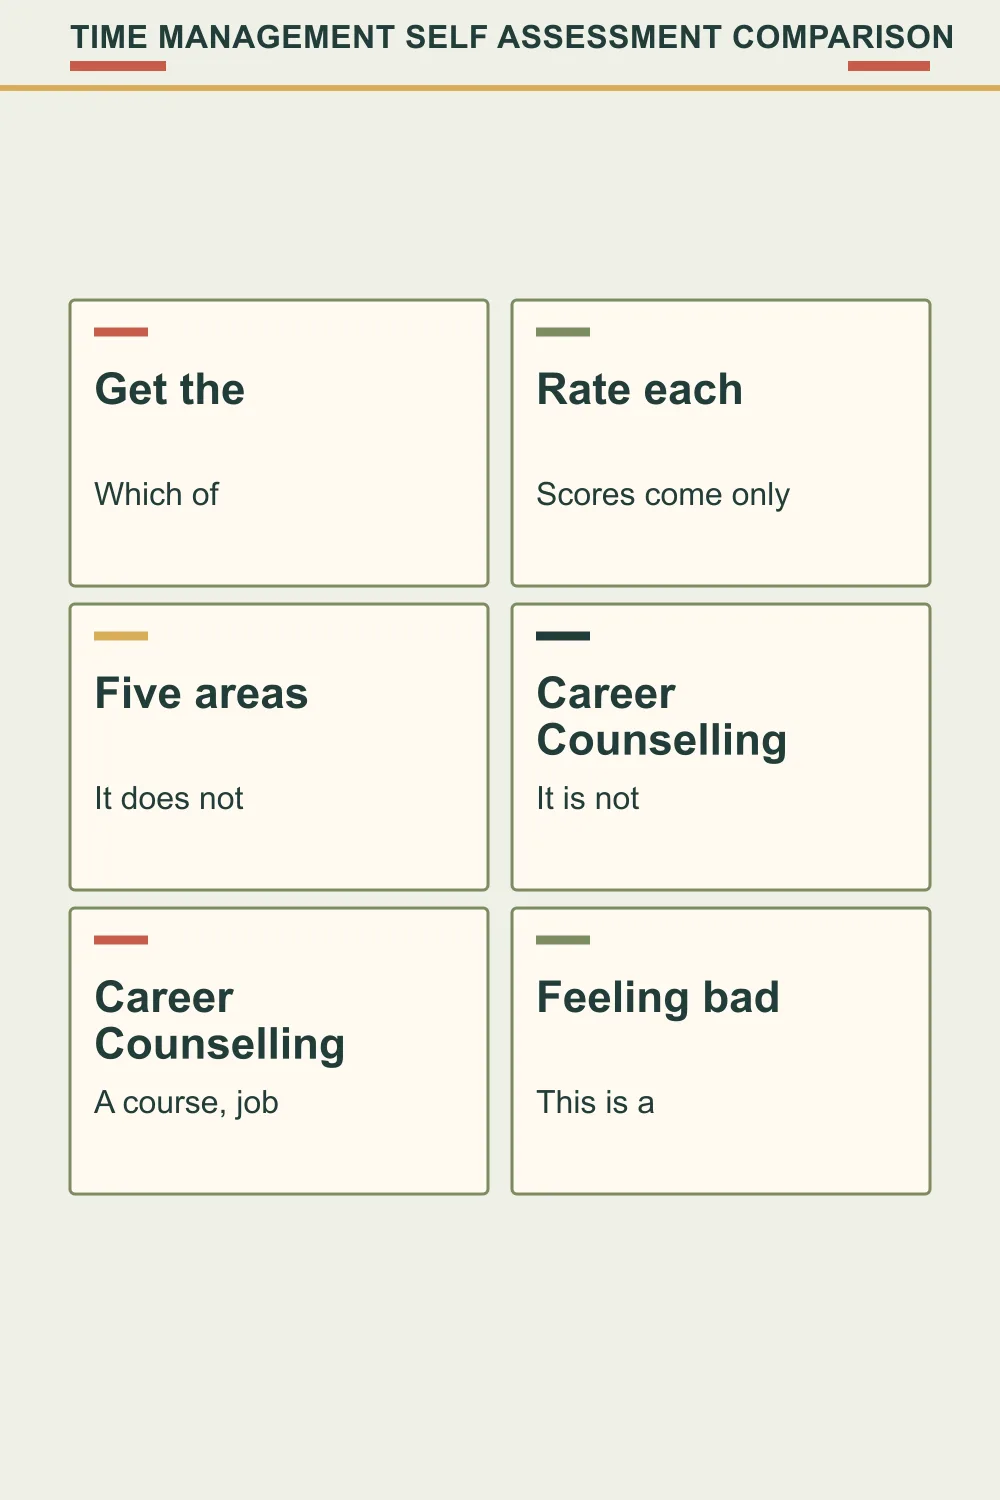 TIME MANAGEMENT SELF ASSESSMENT COMPARISON
Get the
Which of
Rate each
Scores come only
Five areas
It does not
Career
Counselling
It is not
Career
Counselling
A course, job
Feeling bad
This is a